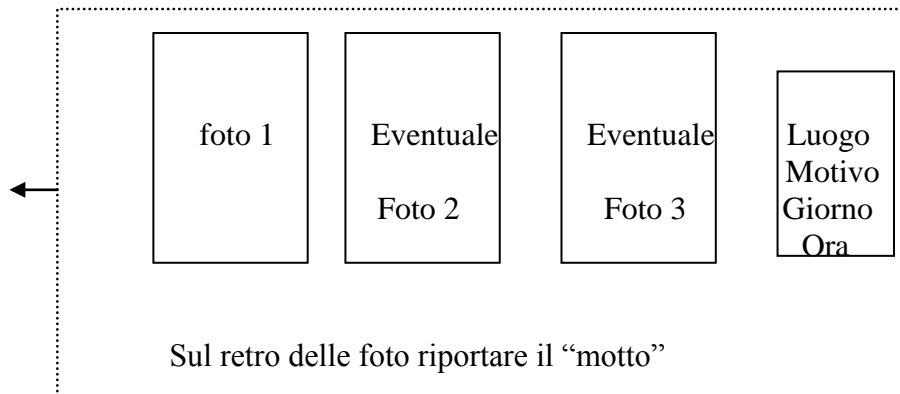 foto 1
Eventuale
Foto 2
Eventuale
Foto 3
Luogo
Motivo
Giorno
Ora
Sul retro delle foto riportare il “motto”